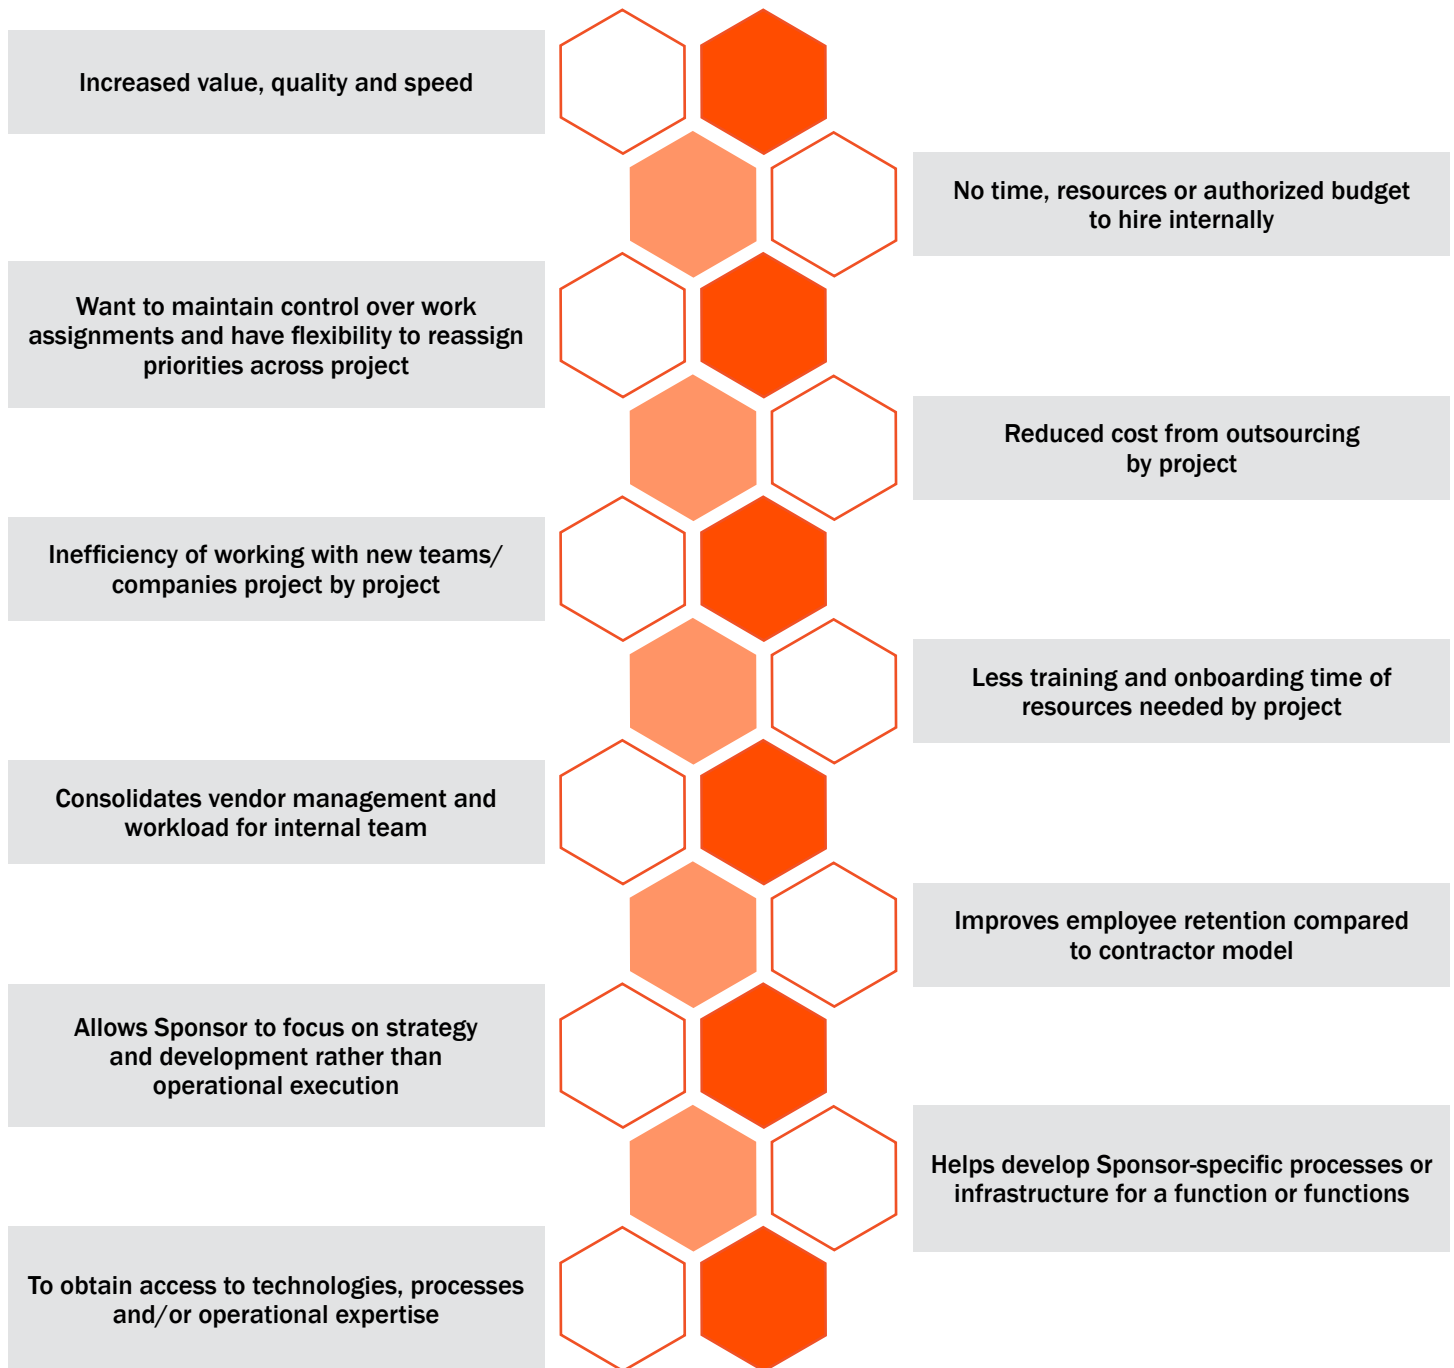 Increased value, quality and speed
No time, resources or authorized budget
to hire internally
Want to maintain control over work
assignments and have flexibility to reassign
priorities across project
Reduced cost from outsourcing
by project
Inefficiency of working with new teams/
companies project by project
Less training and onboarding time of
resources needed by project
Consolidates vendor management and
workload for internal team
Improves employee retention compared
to contractor model
Allows Sponsor to focus on strategy
and development rather than
operational execution
Helps develop Sponsor-specific processes or
infrastructure for a function or functions
To obtain access to technologies, processes
and/or operational expertise